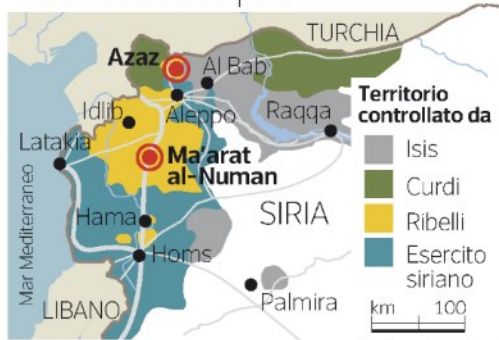 TURCHIA
Azaz
Al Bab
Aleppo
Idlib
Raqqa
Latakia
Ma'arat
al-Numan
Mar Mediterraneo
Hama
SIRIA
Homs
LIBANO
Palmira
Territorio
controllato da
Isis
Curdi
Ribelli
Esercito
siriano
km 100